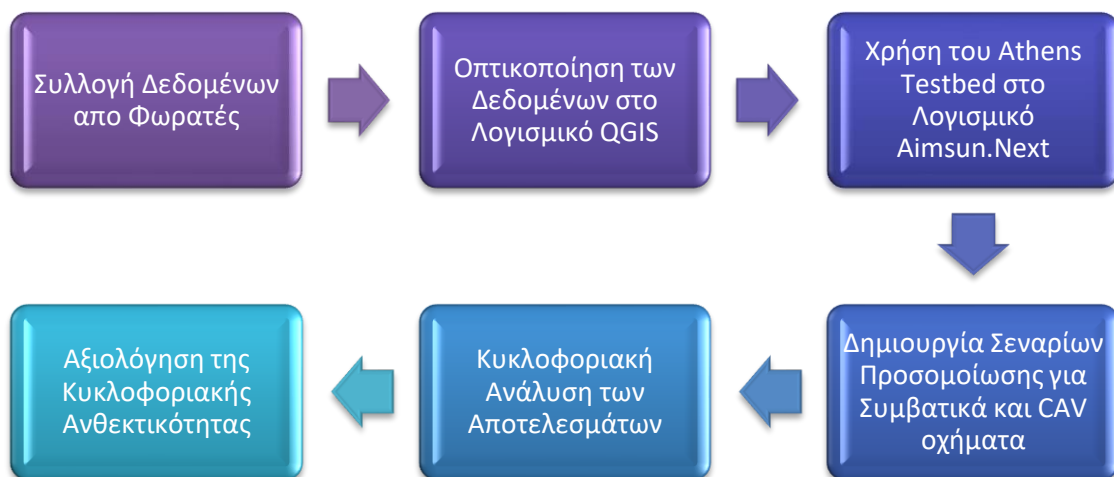 Συλλογή Δεδομένων
απο Φωρατές
Οπτικοποίηση των
Δεδομένων στο
Λογισμικό QGIS
Χρήση του Athens
Testbed στο
Λογισμικό
Aimsun.Next
Δημιουργία Σεναρίων
Προσομοίωσης για
Συμβατικά και CAV
οχήματα
Κυκλοφοριακή
Ανάλυση των
Αποτελεσμάτων
Αξιολόγηση της
Κυκλοφοριακής
Ανθεκτικότητας